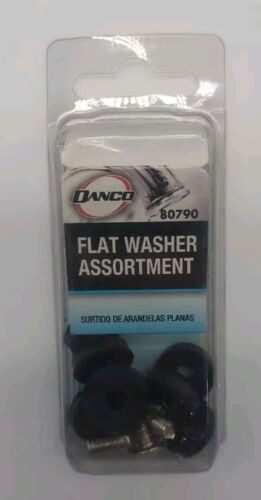 DANCO
80790
FLAT WASHER
ASSORTMENT
SURTIDO DE ARANDELAS PLANAS